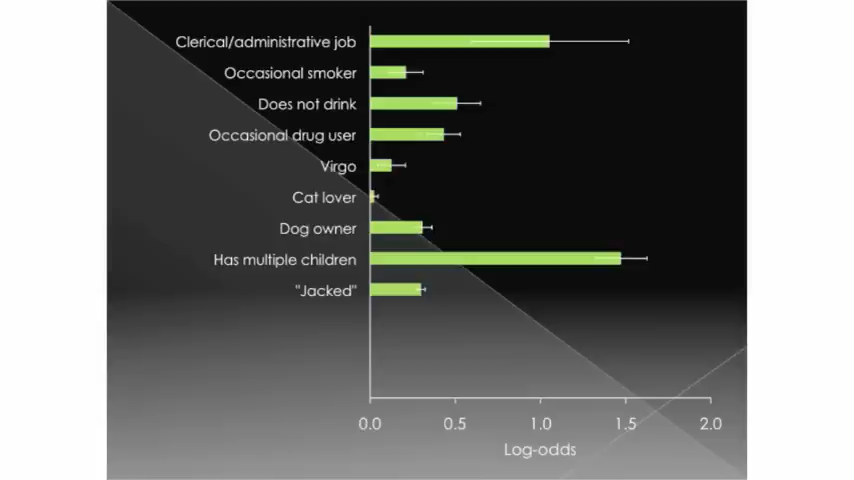 Clerical/administrative job
Occasional smoker
Does not drink
Occasional drug user
Virgo
Cat lover
Dog owner
Has multiple children
"Jacked"
0.0 0.5 1.0 1.5 2.0
Log-odds